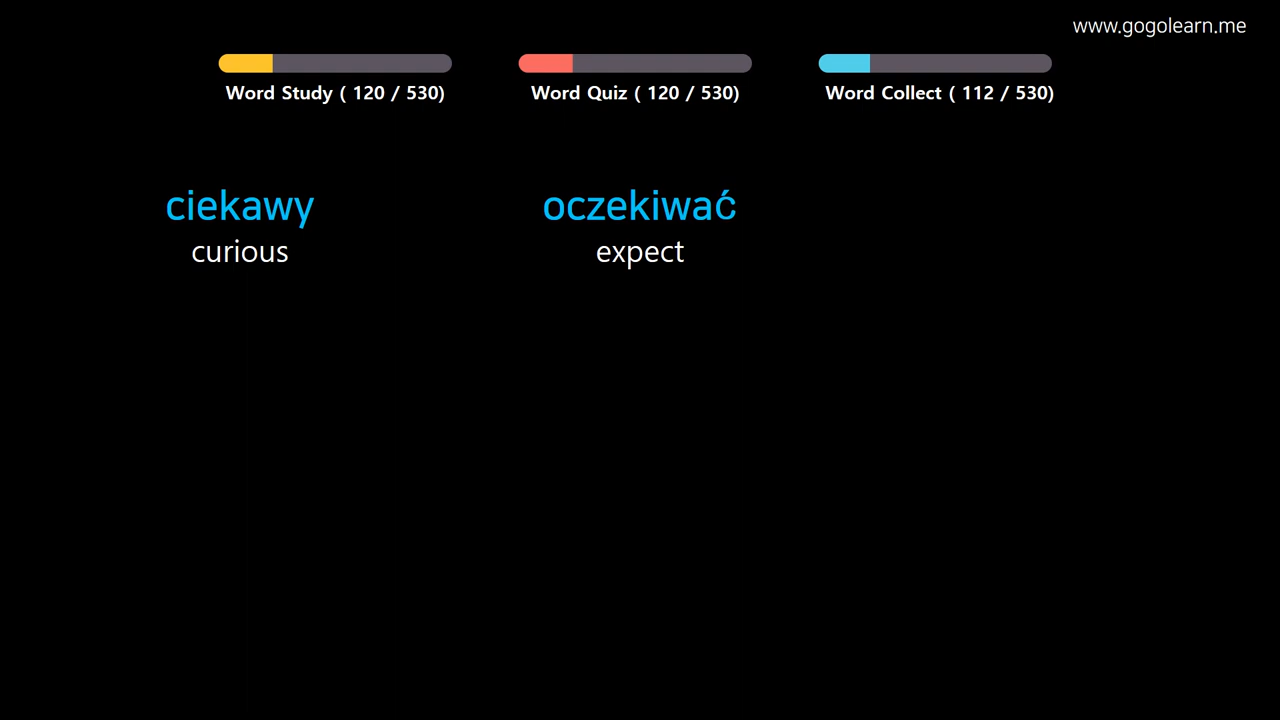 www.gogolearn.me
Word Study ( 120 / 530)
Word Quiz ( 120 / 530)
Word Collect ( 112 / 530)
ciekawy
curious
oczekiwać
expect